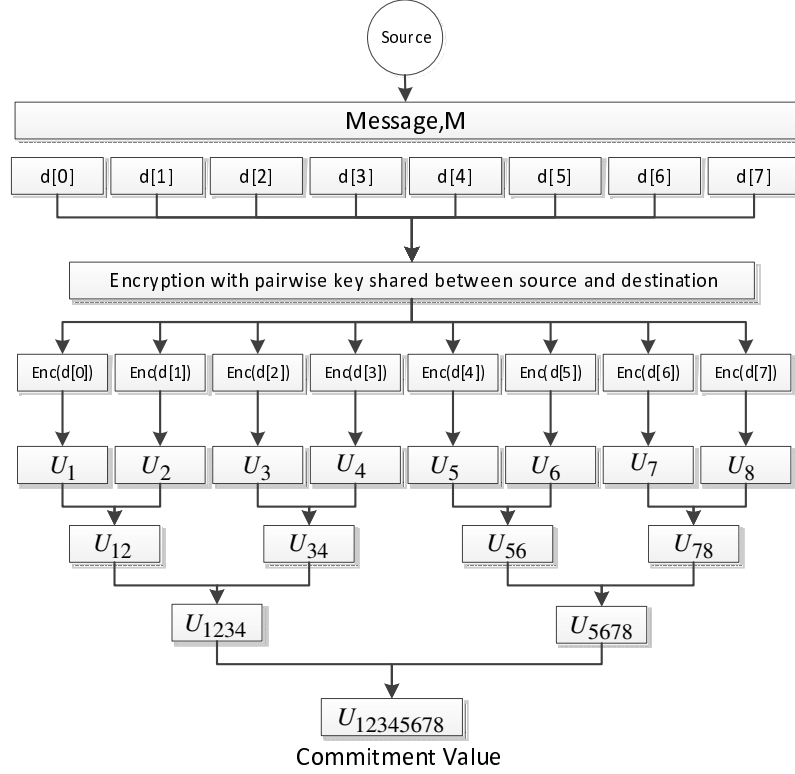 Source
Message,M
d[0] d[1] d[2] d[3] d[4] d[5] d[6] d[7]
Encryption with pairwise key shared between source and destination
Enc(d[0]) Enc(d[1]) Enc(d[2]) Enc(d[3]) Enc(d[4]) Enc(d[5]) Enc(d[6]) Enc(d[7])
U1 U2 U3 U4 U5 U6 U7 U8
U12 U34 U56 U78
U1234 U5678
U12345678
Commitment Value